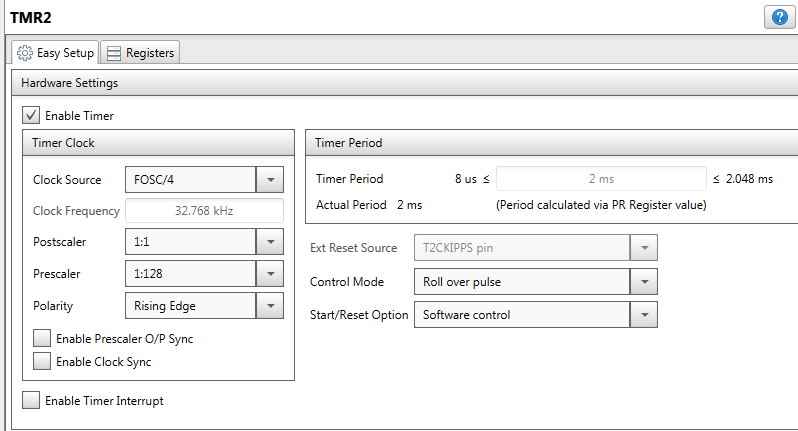 TMR2
?
Easy Setup Registers
Hardware Settings
Enable Timer
Timer Clock
Clock Source FOSC/4
Clock Frequency 32.768 kHz
Postscaler 1:1
Prescaler 1:128
Polarity Rising Edge
Enable Prescaler O/P Sync
Enable Clock Sync
Timer Period
Timer Period 8 us ≤ 2 ms ≤ 2.048 ms
Actual Period 2 ms (Period calculated via PR Register value)
Ext Reset Source T2CKIPPS pin
Control Mode Roll over pulse
Start/Reset Option Software control
Enable Timer Interrupt